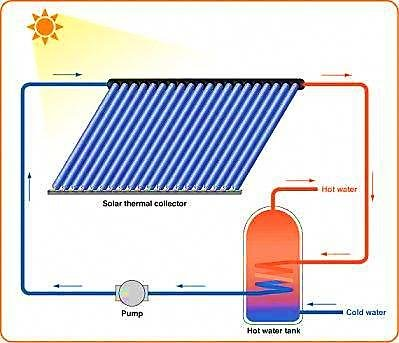 Solar thermal collector
Hot water
Pump
Cold water
Hot water tank